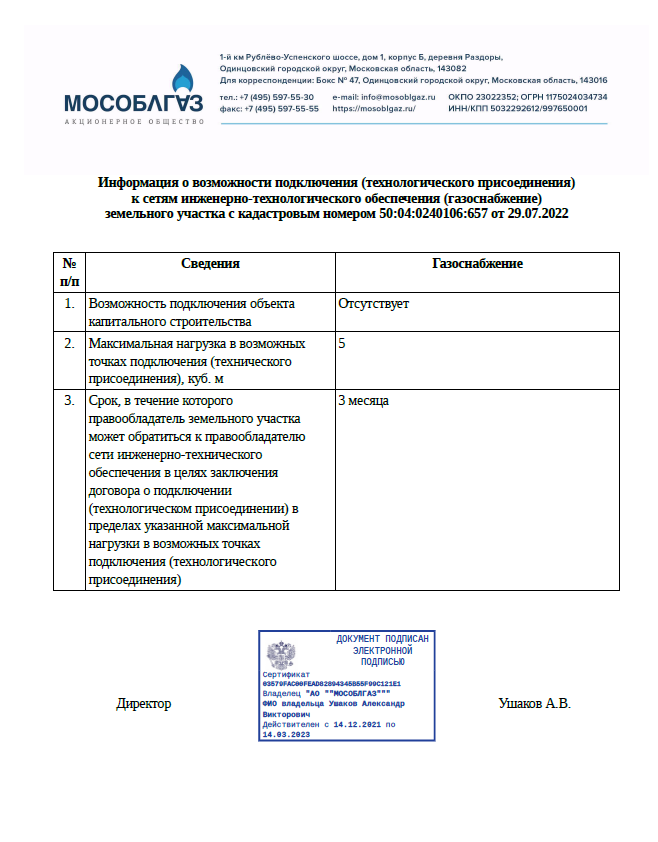 1-й км Рублёво-Успенского шоссе, дом 1, корпус Б, деревня Раздоры,
Одинцовский городской округ, Московская область, 143082
Для корреспонденции: Бокс № 47, Одинцовский городской округ, Московская область, 143016
МОСОБЛГАЗ
АКЦИОНЕРНОЕ ОБЩЕСТВО
тел.: +7 (495) 597-55-30 e-mail: info@mosoblgaz.ru ОКПО 23022352; ОГРН 1175024034734
факс: +7 (495) 597-55-55 https://mosoblgaz.ru/ ИНН/КПП 5032292612/997650001
Информация о возможности подключения (технологического присоединения)
к сетям инженерно-технологического обеспечения (газоснабжение)
земельного участка с кадастровым номером 50:04:0240106:657 от 29.07.2022
№ п/п
Сведения
Газоснабжение
1.
Возможность подключения объекта
капитального строительства
Отсутствует
2.
Максимальная нагрузка в возможных
точках подключения (технического
присоединения), куб. м
5
3.
Срок, в течение которого
правообладатель земельного участка
может обратиться к правообладателю
сети инженерно-технического
обеспечения в целях заключения
договора о подключении
(технологическом присоединении) в
пределах указанной максимальной
нагрузки в возможных точках
подключения (технологического
присоединения)
3 месяца
Директор
ДОКУМЕНТ ПОДПИСАН
ЭЛЕКТРОННОЙ
ПОДПИСЬЮ
Сертификат
03579FAC00FEAD82894345B55F99C121E1
Владелец "АО ""МОСОБЛГАЗ"""
ФИО владельца Ушаков Александр
Викторович
Действителен с 14.12.2021 по
14.03.2023
Ушаков А.В.